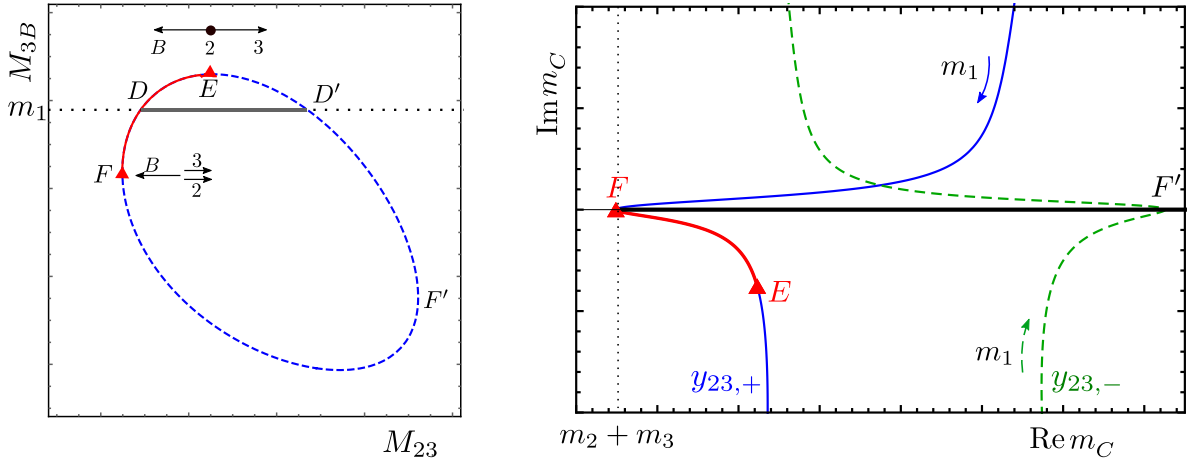 M_{3B}
B 2 3
D E D′
m_1
F B 3
2
F′
M_{23}
Im m_C
m_1
F F′
E
m_1
y_{23,+} y_{23,−}
m_2 + m_3 Re m_C